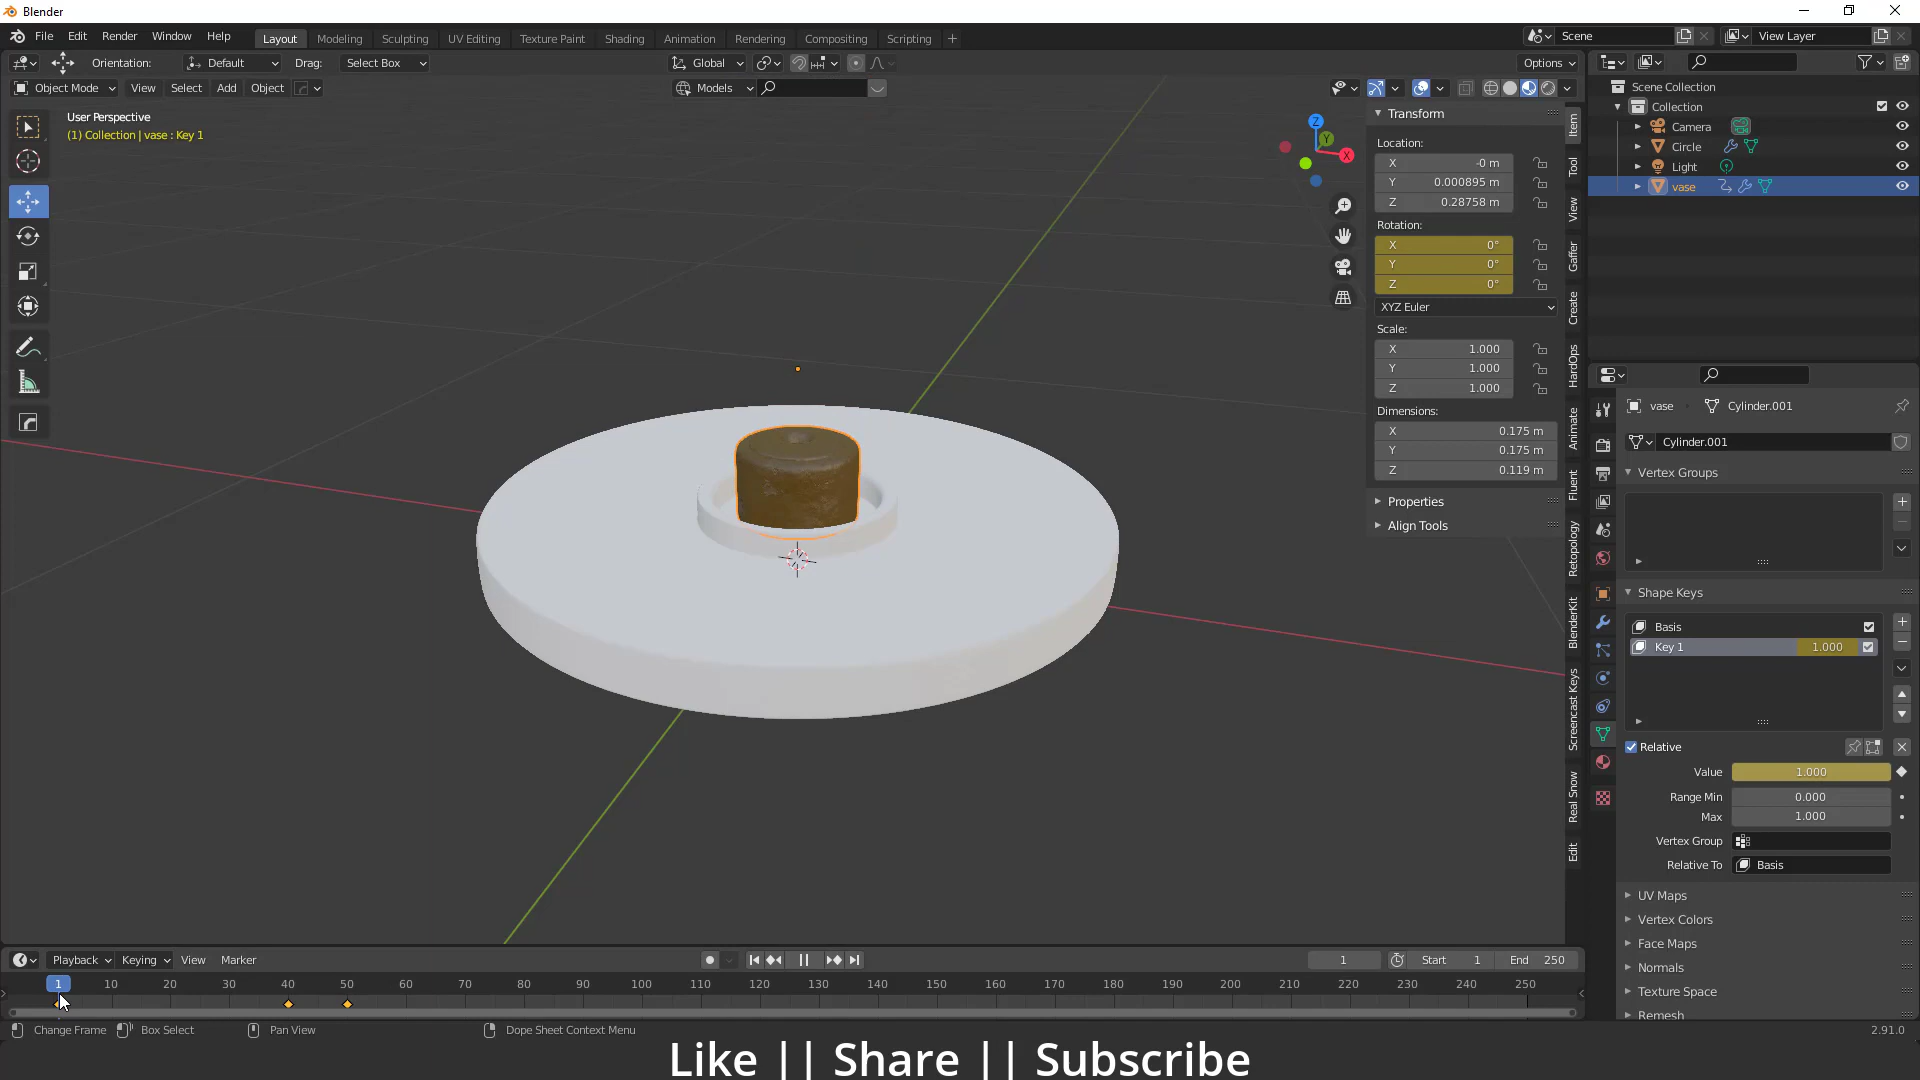 Blender
File Edit Render Window Help
Layout Modeling Sculpting UV Editing Texture Paint Shading Animation Rendering Compositing Scripting
Scene
View Layer
Orientation: Default Drag: Select Box
Global
Options
Object Mode View Select Add Object
Models
User Perspective
(1) Collection | vase : Key 1
Z
Y
X
Transform
Location:
X -0 m
Y 0.000895 m
Z 0.28758 m
Rotation:
X 0°
Y 0°
Z 0°
XYZ Euler
Scale:
X 1.000
Y 1.000
Z 1.000
Dimensions:
X 0.175 m
Y 0.175 m
Z 0.119 m
Properties
Align Tools
Item
Tool
View
Gaffer
Create
HardOps
Animate
Fluent
Retopology
BlenderKit
Screencast Keys
Real Snow
Edit
Scene Collection
Collection
Camera
Circle
Light
vase
vase Cylinder.001
Cylinder.001
Vertex Groups
Shape Keys
Basis
Key 1 1.000
Relative
Value 1.000
Range Min 0.000
Max 1.000
Vertex Group
Relative To Basis
UV Maps
Vertex Colors
Face Maps
Normals
Texture Space
Remesh
Playback Keying View Marker
1 Start 1 End 250
1 10 20 30 40 50 60 70 80 90 100 110 120 130 140 150 160 170 180 190 200 210 220 230 240 250
Change Frame Box Select Pan View Dope Sheet Context Menu
2.91.0
Like || Share || Subscribe